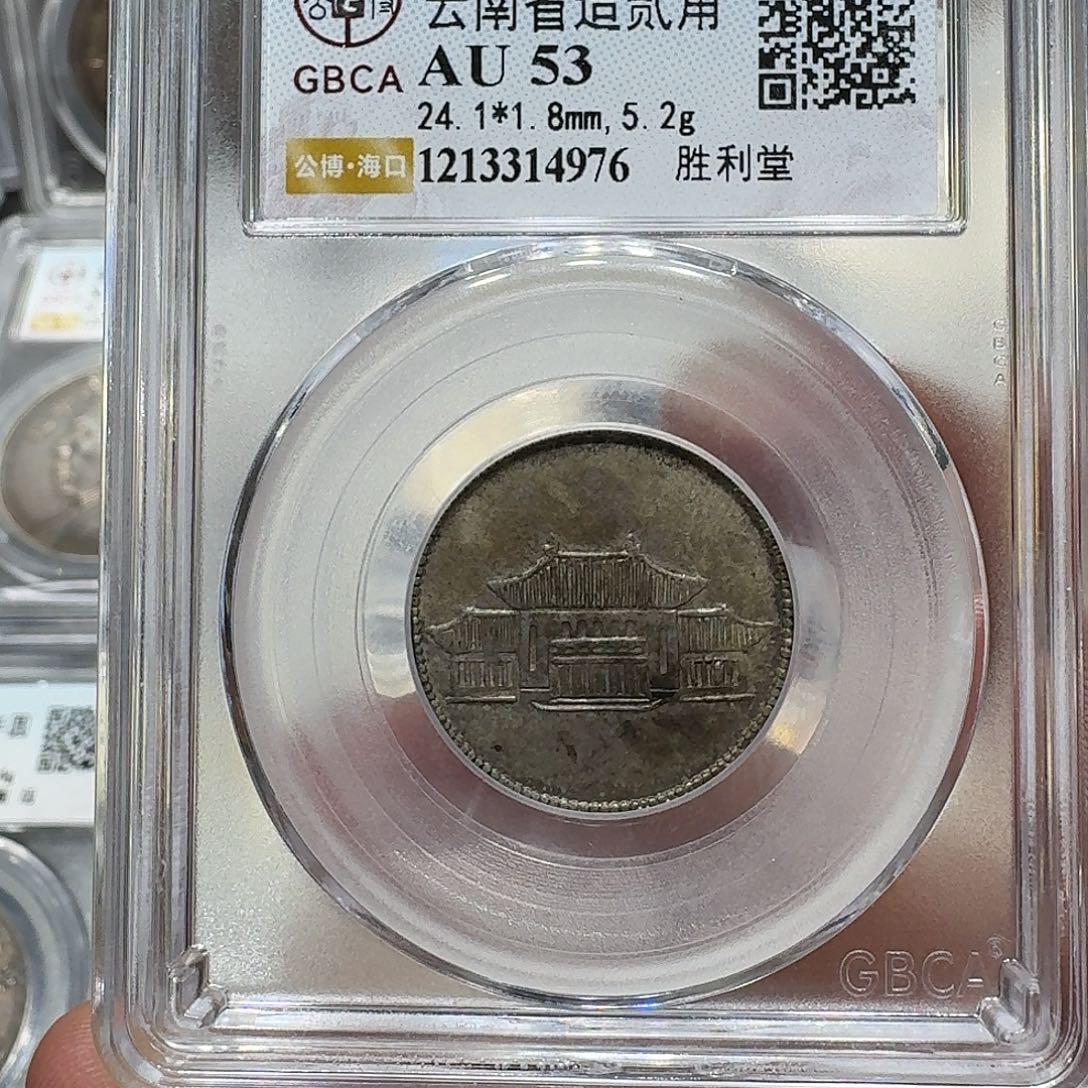 云南省造贰角
GBCA AU 53
24.1*1.8mm,5.2g
公博·海口 1213314976 胜利堂
GBCA
GBCA